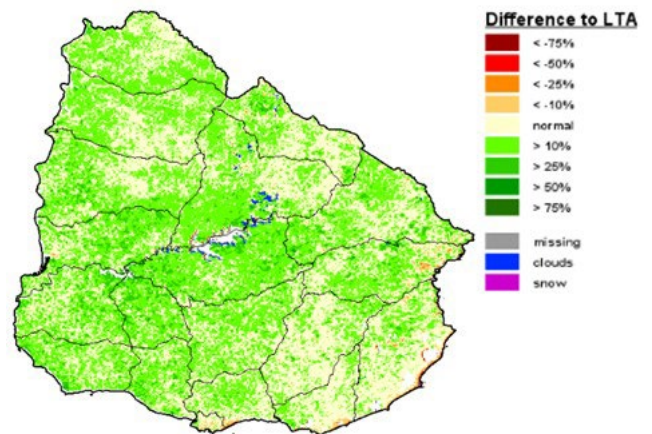 Difference to LTA
< -75%
< -50%
< -25%
< -10%
normal
> 10%
> 25%
> 50%
> 75%
missing
clouds
snow